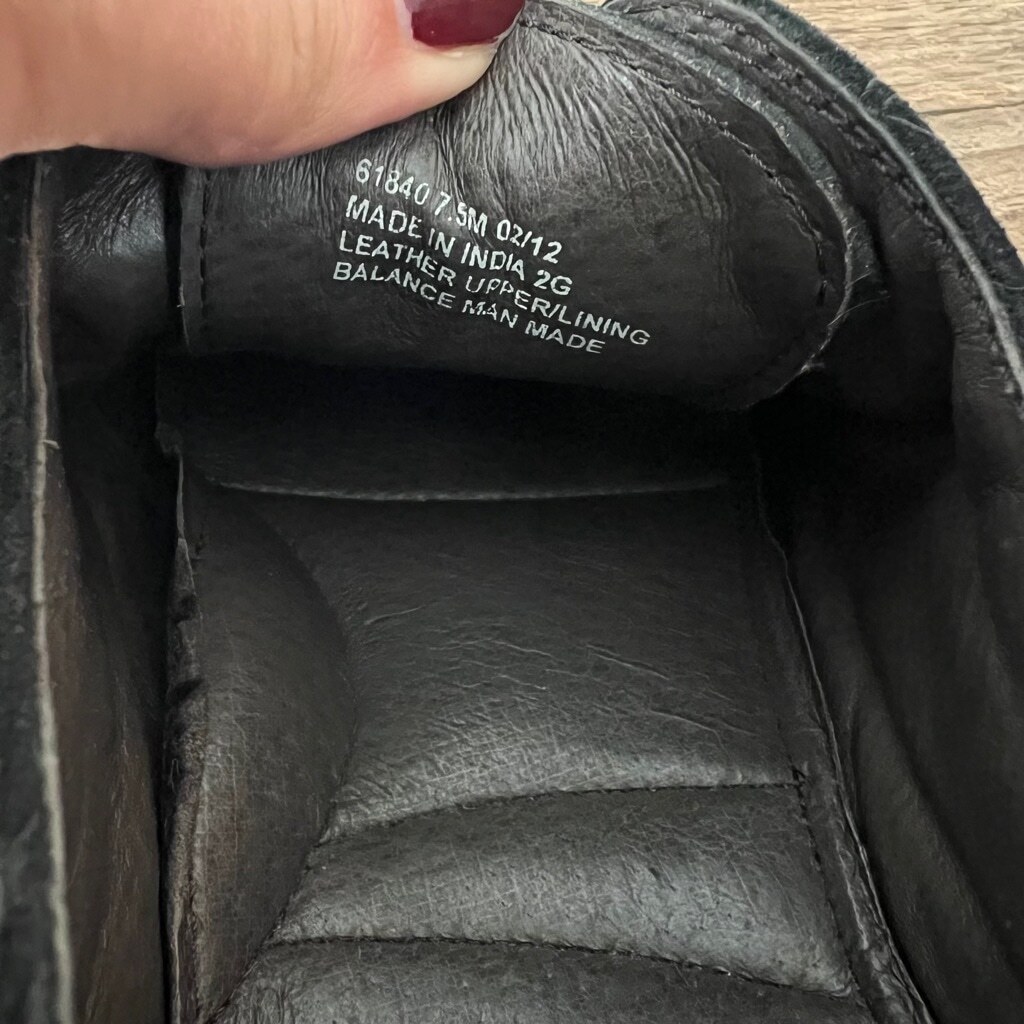 61840 7.5M 02/12
MADE IN INDIA 2G
LEATHER UPPER/LINING
BALANCE MAN MADE